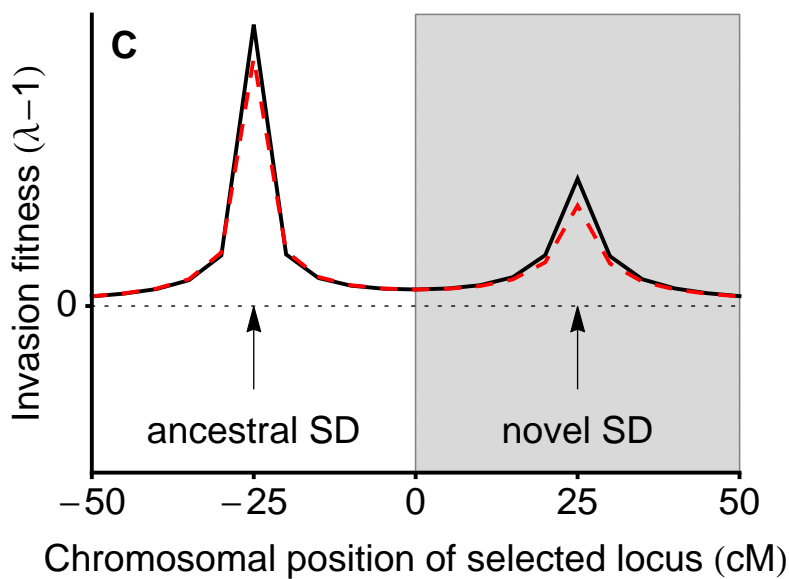 C
Invasion fitness (λ−1)
0
ancestral SD
novel SD
−50
−25
0
25
50
Chromosomal position of selected locus (cM)